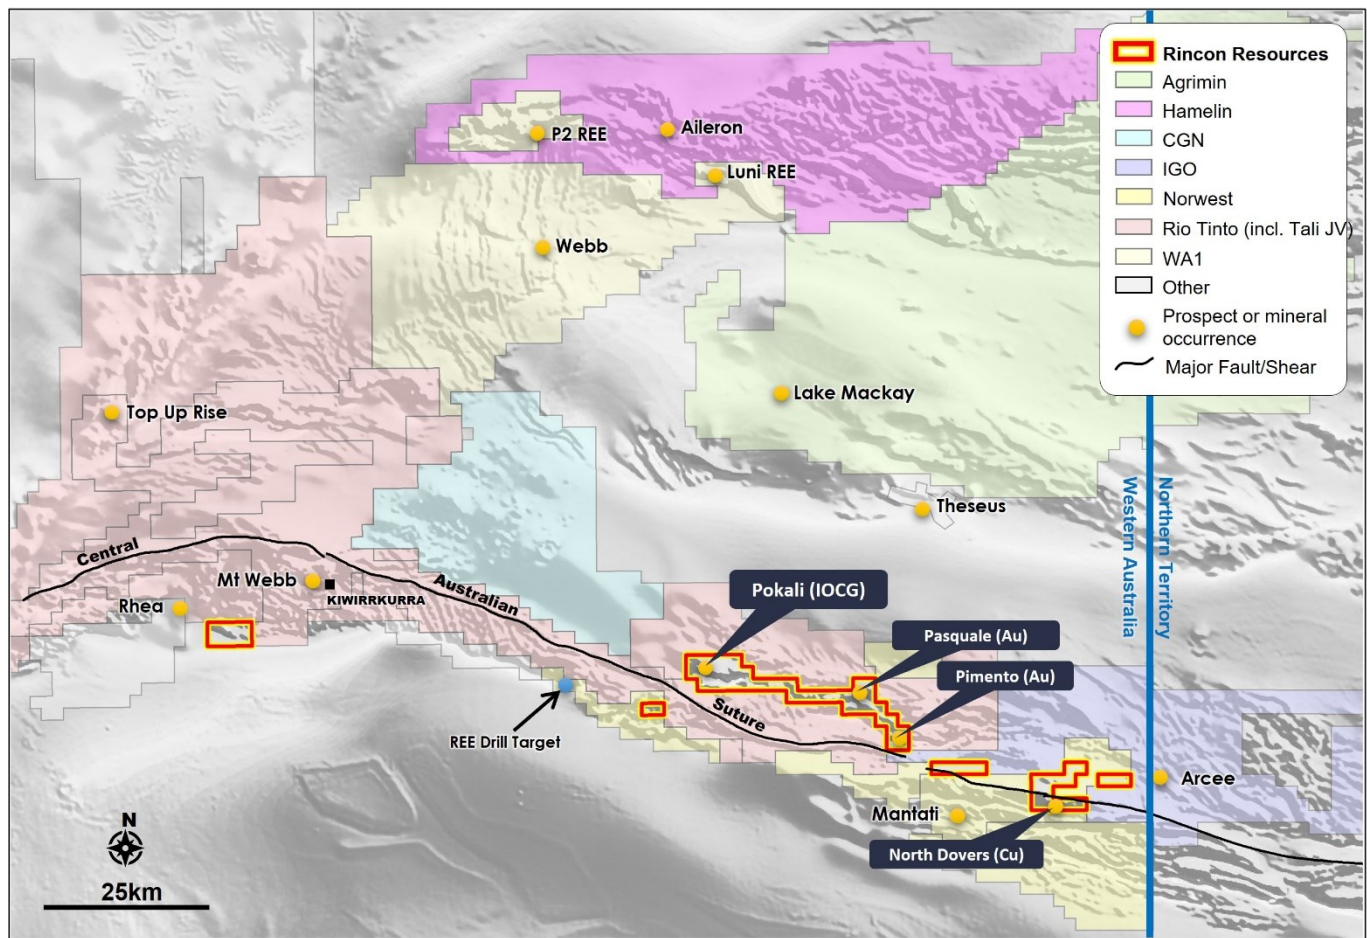 Rincon Resources
Agrimin
Hamelin
CGN
IGO
Norwest
Rio Tinto (incl. Tali JV)
WA1
Other
Prospect or mineral
occurrence
Major Fault/Shear
P2 REE
Aileron
Luni REE
Webb
Lake Mackay
Top Up Rise
Theseus
Northern Territory
Western Australia
Central
Australian
Suture
Mt Webb
KIWIRRKURRA
Rhea
Pokali (IOCG)
Pasquale (Au)
Pimento (Au)
REE Drill Target
Arcee
Mantati
North Dovers (Cu)
N
25km